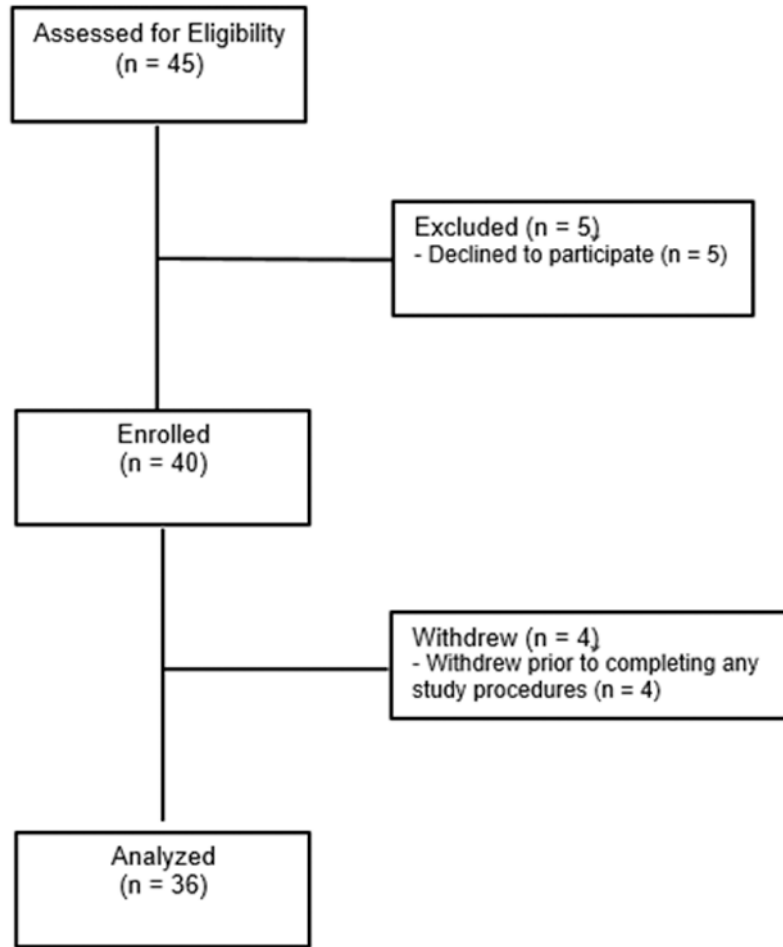 Assessed for Eligibility
(n = 45)
Excluded (n = 5)
- Declined to participate (n = 5)
Enrolled
(n = 40)
Withdrew (n = 4)
- Withdrew prior to completing any
study procedures (n = 4)
Analyzed
(n = 36)